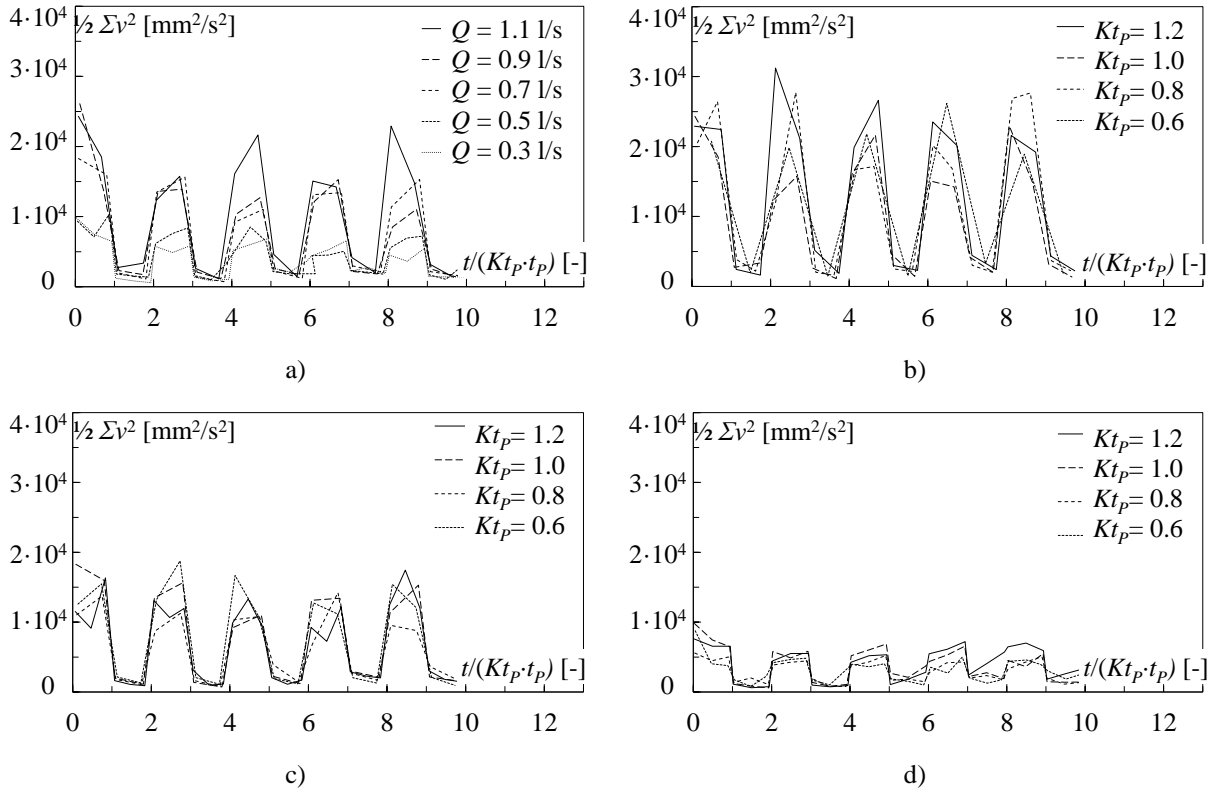 4·10⁴
½ Σv² [mm²/s²]
3·10⁴
2·10⁴
1·10⁴
0
Q = 1.1 l/s
Q = 0.9 l/s
Q = 0.7 l/s
Q = 0.5 l/s
Q = 0.3 l/s
t/(Ktₚ·tₚ) [-]
0 2 4 6 8 10 12
a)
4·10⁴
½ Σv² [mm²/s²]
3·10⁴
2·10⁴
1·10⁴
0
Ktₚ= 1.2
Ktₚ= 1.0
Ktₚ= 0.8
Ktₚ= 0.6
t/(Ktₚ·tₚ) [-]
0 2 4 6 8 10 12
b)
4·10⁴
½ Σv² [mm²/s²]
3·10⁴
2·10⁴
1·10⁴
0
Ktₚ= 1.2
Ktₚ= 1.0
Ktₚ= 0.8
Ktₚ= 0.6
t/(Ktₚ·tₚ) [-]
0 2 4 6 8 10 12
c)
4·10⁴
½ Σv² [mm²/s²]
3·10⁴
2·10⁴
1·10⁴
0
Ktₚ= 1.2
Ktₚ= 1.0
Ktₚ= 0.8
Ktₚ= 0.6
t/(Ktₚ·tₚ) [-]
0 2 4 6 8 10 12
d)